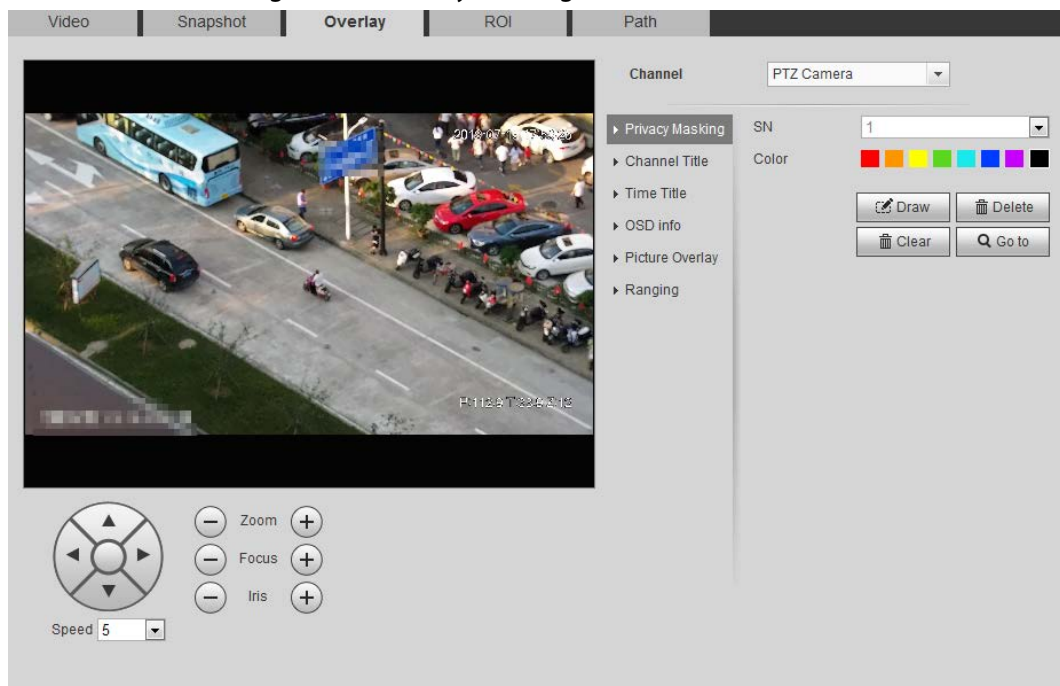 Video Snapshot Overlay ROI Path
Channel PTZ Camera
Privacy Masking
Channel Title
Time Title
OSD info
Picture Overlay
Ranging
SN 1
Color
Draw Delete
Clear Go to
Zoom
Focus
Iris
Speed 5